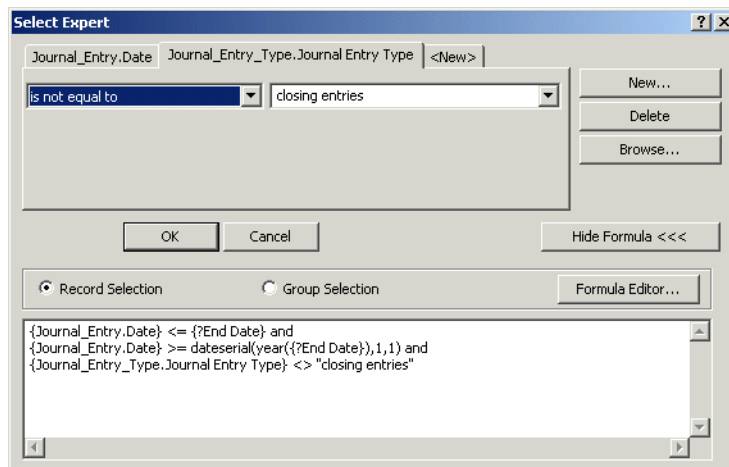 Select Expert
Journal_Entry.Date Journal_Entry_Type.Journal Entry Type <New>
is not equal to closing entries
New...
Delete
Browse...
OK Cancel Hide Formula <<<
Record Selection Group Selection Formula Editor...
{Journal_Entry.Date} <= {?End Date} and
{Journal_Entry.Date} >= dateserial(year({?End Date}),1,1) and
{Journal_Entry_Type.Journal Entry Type} <> "closing entries"